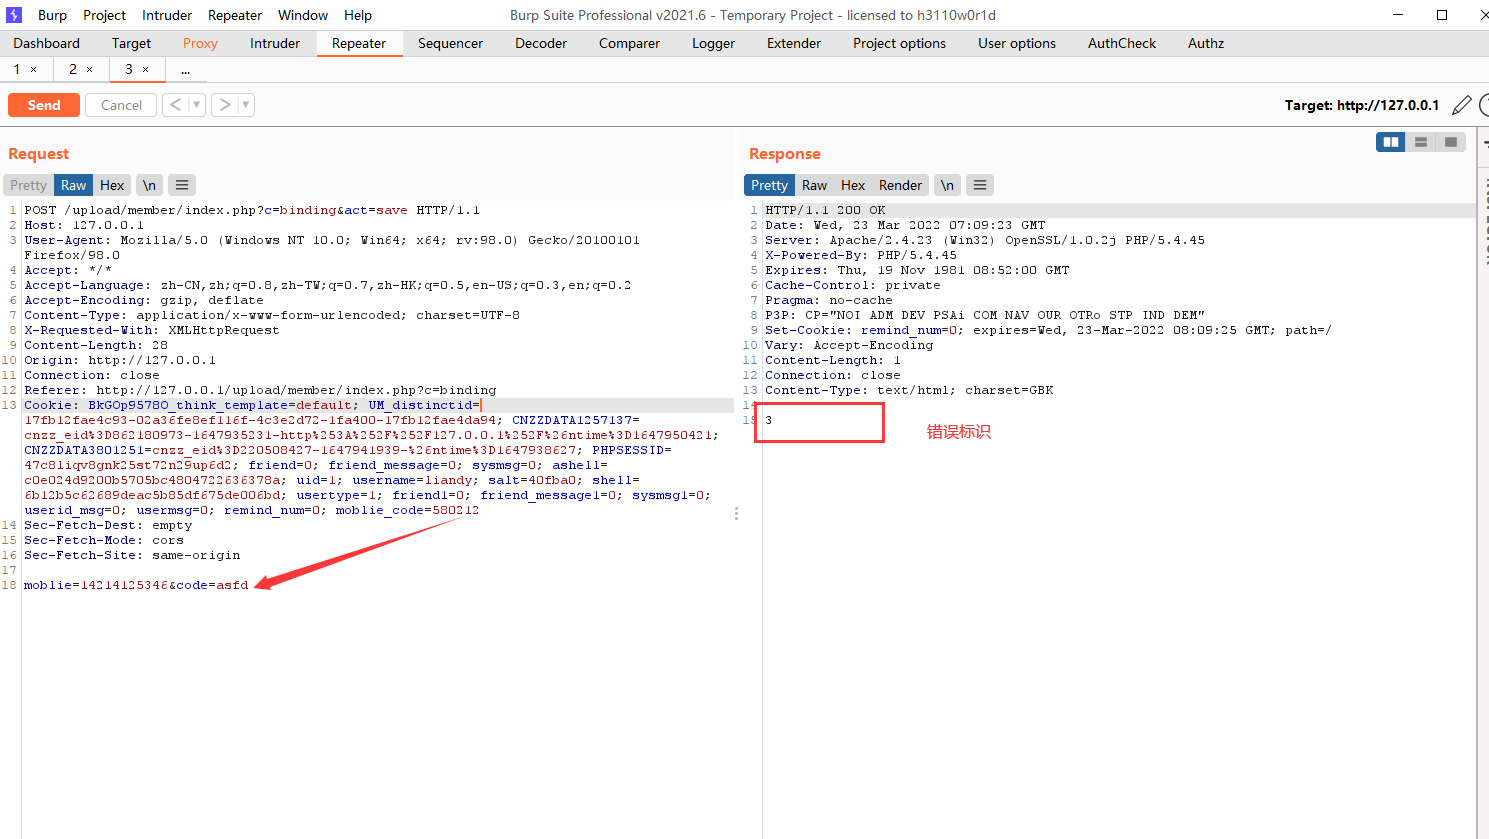 Burp Project Intruder Repeater Window Help Burp Suite Professional v2021.6 - Temporary Project - licensed to h3110w0r1d
Dashboard Target Proxy Intruder Repeater Sequencer Decoder Comparer Logger Extender Project options User options AuthCheck Authz
1 × 2 × 3 × ...
Send Cancel < > Target: http://127.0.0.1
Request
Pretty Raw Hex \n
1 POST /upload/member/index.php?c=binding&act=save HTTP/1.1
2 Host: 127.0.0.1
3 User-Agent: Mozilla/5.0 (Windows NT 10.0; Win64; x64; rv:98.0) Gecko/20100101
Firefox/98.0
4 Accept: */*
5 Accept-Language: zh-CN,zh;q=0.8,zh-TW;q=0.7,zh-HK;q=0.5,en-US;q=0.3,en;q=0.2
6 Accept-Encoding: gzip, deflate
7 Content-Type: application/x-www-form-urlencoded; charset=UTF-8
8 X-Requested-With: XMLHttpRequest
9 Content-Length: 28
10 Origin: http://127.0.0.1
11 Connection: close
12 Referer: http://127.0.0.1/upload/member/index.php?c=binding
13 Cookie: BkGOp9578O_think_template=default; UM_distinctid=
17fb12fae4c93-02a36fe8ef116f-4c3e2d72-1fa400-17fb12fae4da94; CNZZDATA1257137=
cnzz_eid%3D862180973-1647935231-http%253A%252F%252F127.0.0.1%252F%26ntime%3D1647950421;
CNZZDATA3801251=cnzz_eid%3D220508427-1647941939-%26ntime%3D1647938627; PHPSESSID=
47c8liqv8gnk25st72n29up6d2; friend=0; friend_message=0; sysmsg=0; ashell=
c0e024d9200b5705bc4804722636378a; uid=1; username=liandy; salt=40fba0; shell=
6b12b5c62689deac5b85df675de006bd; usertype=1; friend1=0; friend_message1=0; sysmsg1=0;
userid_msg=0; usermsg=0; remind_num=0; moblie_code=580212
14 Sec-Fetch-Dest: empty
15 Sec-Fetch-Mode: cors
16 Sec-Fetch-Site: same-origin
17
18 moblie=14214125346&code=asfd
Response
Pretty Raw Hex Render \n
1 HTTP/1.1 200 OK
2 Date: Wed, 23 Mar 2022 07:09:23 GMT
3 Server: Apache/2.4.23 (Win32) OpenSSL/1.0.2j PHP/5.4.45
4 X-Powered-By: PHP/5.4.45
5 Expires: Thu, 19 Nov 1981 08:52:00 GMT
6 Cache-Control: private
7 Pragma: no-cache
8 P3P: CP="NOI ADM DEV PSAi COM NAV OUR OTRo STP IND DEM"
9 Set-Cookie: remind_num=0; expires=Wed, 23-Mar-2022 08:09:25 GMT; path=/
10 Vary: Accept-Encoding
11 Content-Length: 1
12 Connection: close
13 Content-Type: text/html; charset=GBK
14
15 3
错误标识